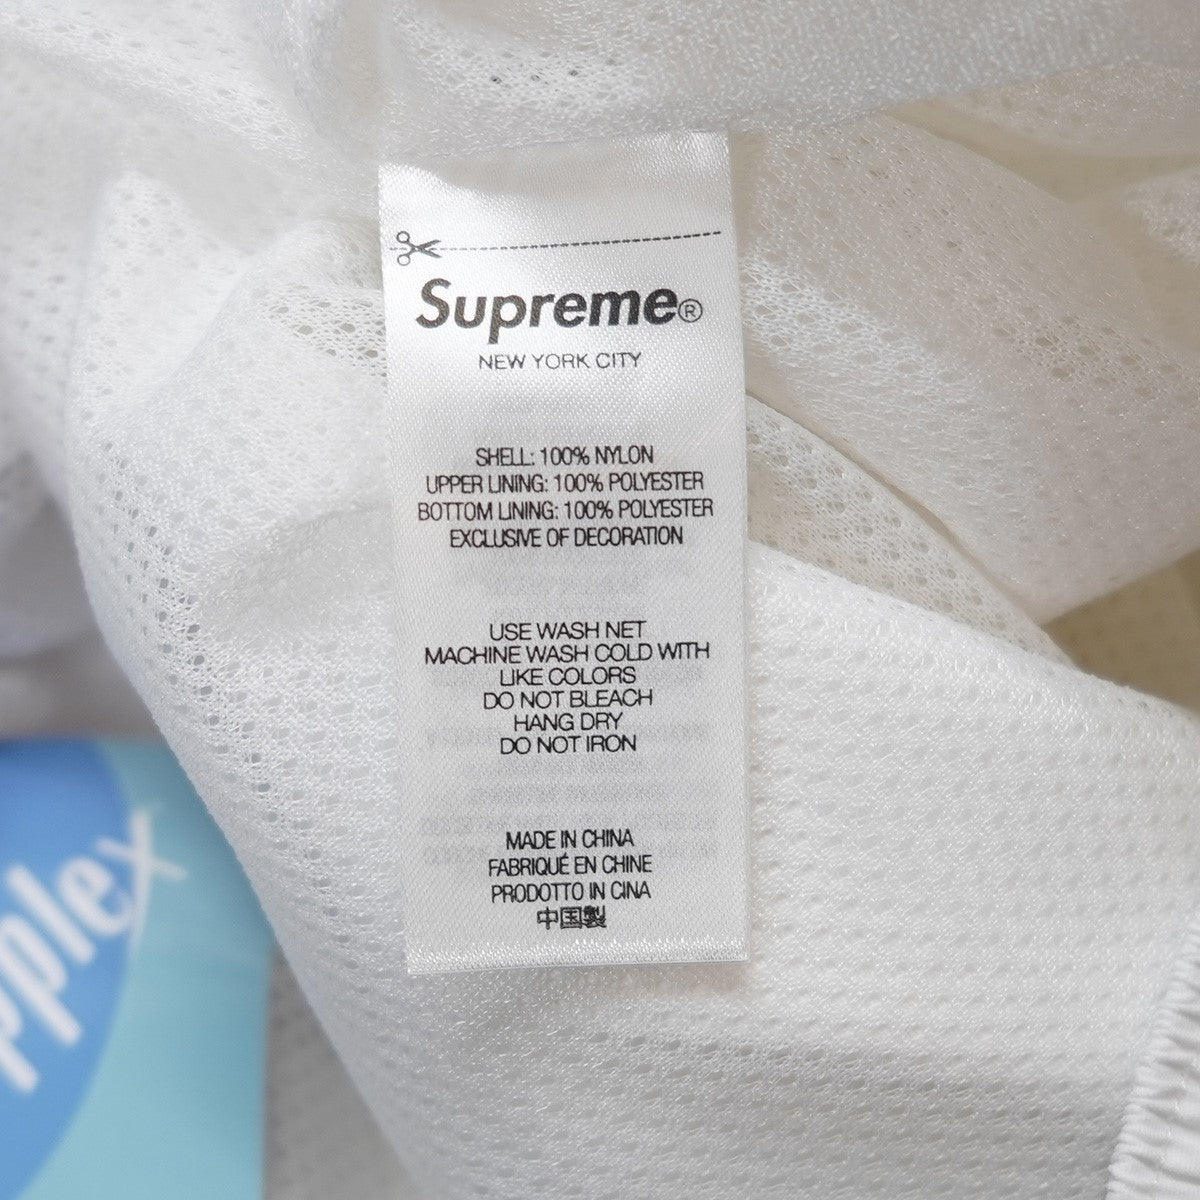 Supreme®
NEW YORK CITY
SHELL: 100% NYLON
UPPER LINING: 100% POLYESTER
BOTTOM LINING: 100% POLYESTER
EXCLUSIVE OF DECORATION
USE WASH NET
MACHINE WASH COLD WITH
LIKE COLORS
DO NOT BLEACH
HANG DRY
DO NOT IRON
MADE IN CHINA
FABRIQUÉ EN CHINE
PRODOTTO IN CINA
中国製
pplex